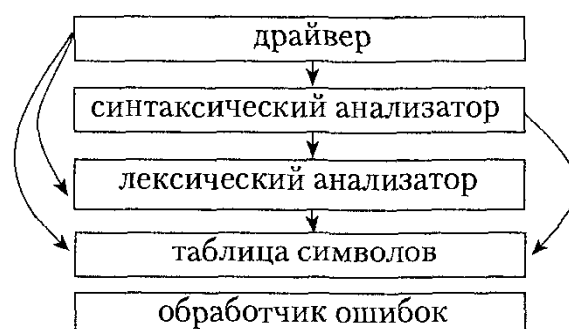 драйвер
синтаксический анализатор
лексический анализатор
таблица символов
обработчик ошибок